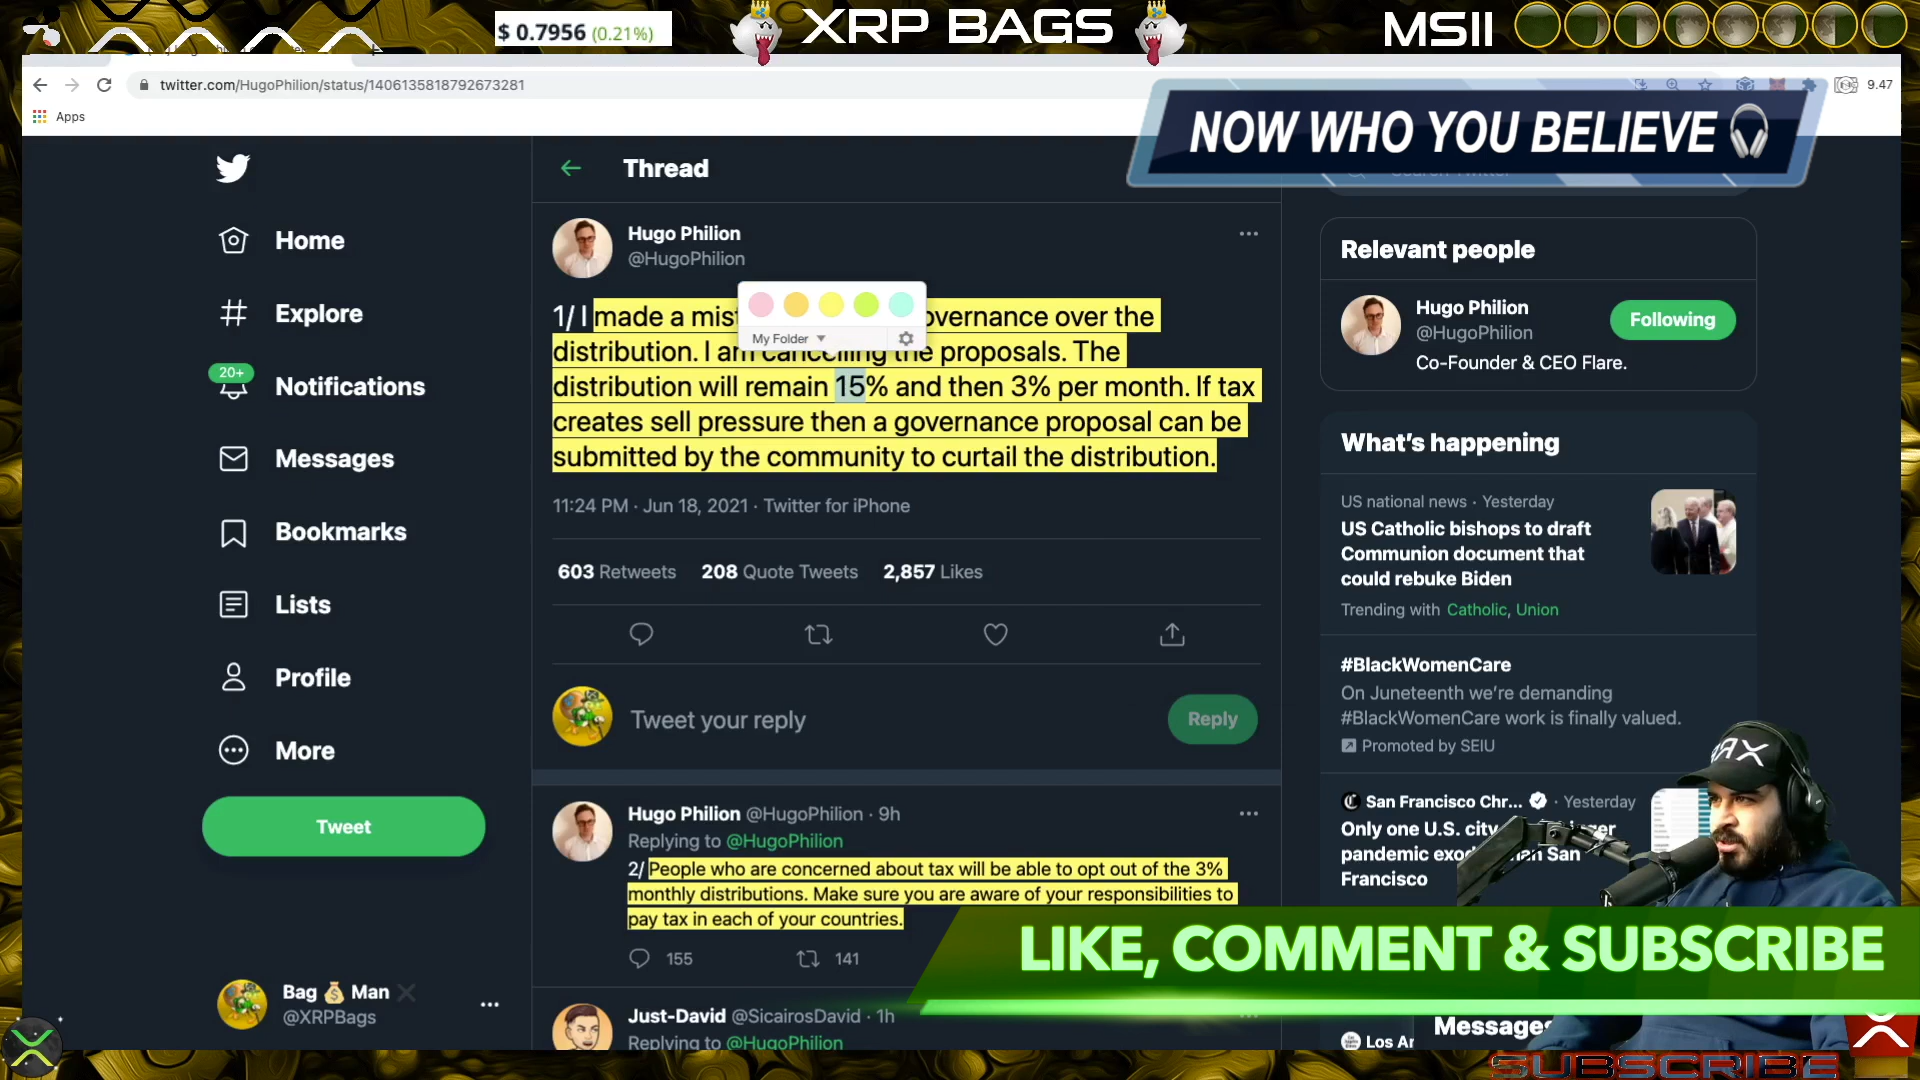 $ 0.7956 (0.21%)
XRP BAGS
MSII
twitter.com/HugoPhilion/status/1406135818792673281
9.47
Apps
NOW WHO YOU BELIEVE
Thread
Search Twitter
Home
Explore
20+
Notifications
Messages
Bookmarks
Lists
Profile
More
Tweet
Bag 💰 Man
@XRPBags
Hugo Philion
@HugoPhilion
My Folder
1/ I made a mis overnance over the
distribution. I am cancelling the proposals. The
distribution will remain 15% and then 3% per month. If tax
creates sell pressure then a governance proposal can be
submitted by the community to curtail the distribution.
11:24 PM · Jun 18, 2021 · Twitter for iPhone
603 Retweets 208 Quote Tweets 2,857 Likes
Tweet your reply
Reply
Hugo Philion @HugoPhilion · 9h
Replying to @HugoPhilion
2/ People who are concerned about tax will be able to opt out of the 3%
monthly distributions. Make sure you are aware of your responsibilities to
pay tax in each of your countries.
155 141
Just-David @SicairosDavid · 1h
Replying to @HugoPhilion
Relevant people
Hugo Philion
@HugoPhilion
Following
Co-Founder & CEO Flare.
What's happening
US national news · Yesterday
US Catholic bishops to draft
Communion document that
could rebuke Biden
Trending with Catholic, Union
#BlackWomenCare
On Juneteenth we're demanding
#BlackWomenCare work is finally valued.
Promoted by SEIU
San Francisco Chr... · Yesterday
Only one U.S. city
pandemic San
Francisco
LIKE, COMMENT & SUBSCRIBE
Messages
Los
SUBSCRIBE